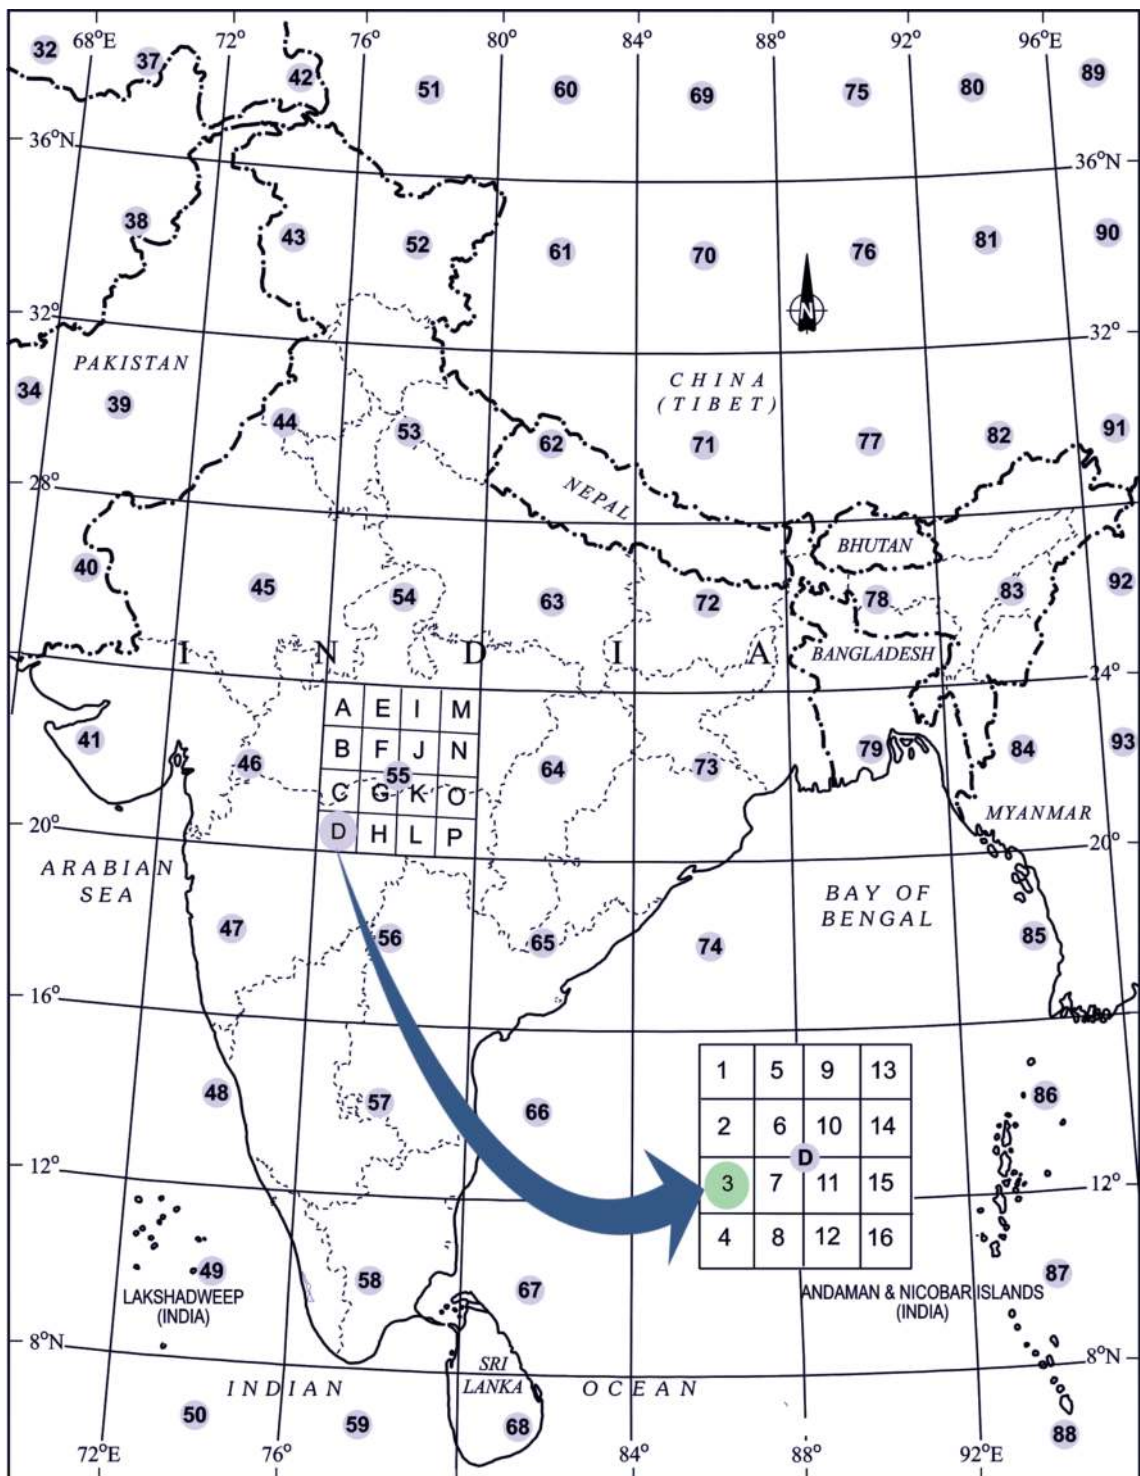 68°E 72° 76° 80° 84° 88° 92° 96°E
32 37 42 51 60 69 75 80 89
36°N 36°N
38 43 52 61 70 76 81 90
N
32° 32°
PAKISTAN
CHINA
(TIBET)
34 39 44 53 62 71 77 82 91
28°
NEPAL
BHUTAN
40 45 54 63 72 78 83 92
I N D I A
BANGLADESH
24°
A E I M
B F J N
41 46 55 64 73 79 84 93
C G K O
D H L P
MYANMAR
20° 20°
ARABIAN
SEA
BAY OF
BENGAL
47 56 65 74 85
16°
1 5 9 13
2 6 10 14
D
3 7 11 15
4 8 12 16
48 57 66 86
12° 12°
49 58 67 87
LAKSHADWEEP
(INDIA)
ANDAMAN & NICOBAR ISLANDS
(INDIA)
8°N 8°N
SRI
LANKA
INDIAN OCEAN
50 59 68 88
72°E 76° 84° 88° 92°E